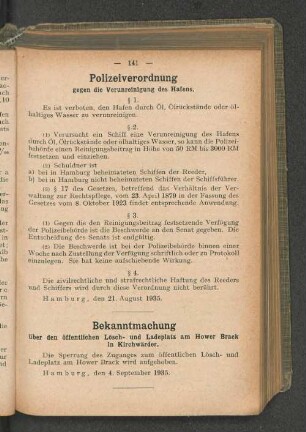 — 141 —
Polizeiverordnung
gegen die Verunreinigung des Hafens.
§ 1.
Es ist verboten, den Hafen durch Öl, Ölrückstände oder öl-
haltiges Wasser zu verunreinigen.
§ 2.
(1) Verursacht ein Schiff eine Verunreinigung des Hafens
durch Öl, Ölrückstände oder ölhaltiges Wasser, so kann die Polizei-
behörde einen Reinigungsbeitrag in Höhe von 50 RM bis 3000 RM
festsetzen und einziehen.
(2) Schuldner ist
a) bei in Hamburg beheimateten Schiffen der Reeder,
b) bei in Hamburg nicht beheimateten Schiffen der Schiffsführer.
(3) § 17 des Gesetzes, betreffend das Verhältnis der Ver-
waltung zur Rechtspflege, vom 23. April 1879 in der Fassung des
Gesetzes vom 8. Oktober 1923 findet entsprechende Anwendung.
§ 3.
(1) Gegen die den Reinigungsbeitrag festsetzende Verfügung
der Polizeibehörde ist die Beschwerde an den Senat gegeben. Die
Entscheidung des Senats ist endgültig.
(2) Die Beschwerde ist bei der Polizeibehörde binnen einer
Woche nach Zustellung der Verfügung schriftlich oder zu Protokoll
einzulegen. Sie hat keine aufschiebende Wirkung.
§ 4.
Die zivilrechtliche und strafrechtliche Haftung des Reeders
und Schiffers wird durch diese Verordnung nicht berührt.
Hamburg, den 21. August 1935.
Bekanntmachung
über den öffentlichen Lösch- und Ladeplatz am Hower Brack
in Kirchwärder.
Die Sperrung des Zuganges zum öffentlichen Lösch- und
Ladeplatz am Hower Brack wird aufgehoben.
Hamburg, den 4. September 1935.